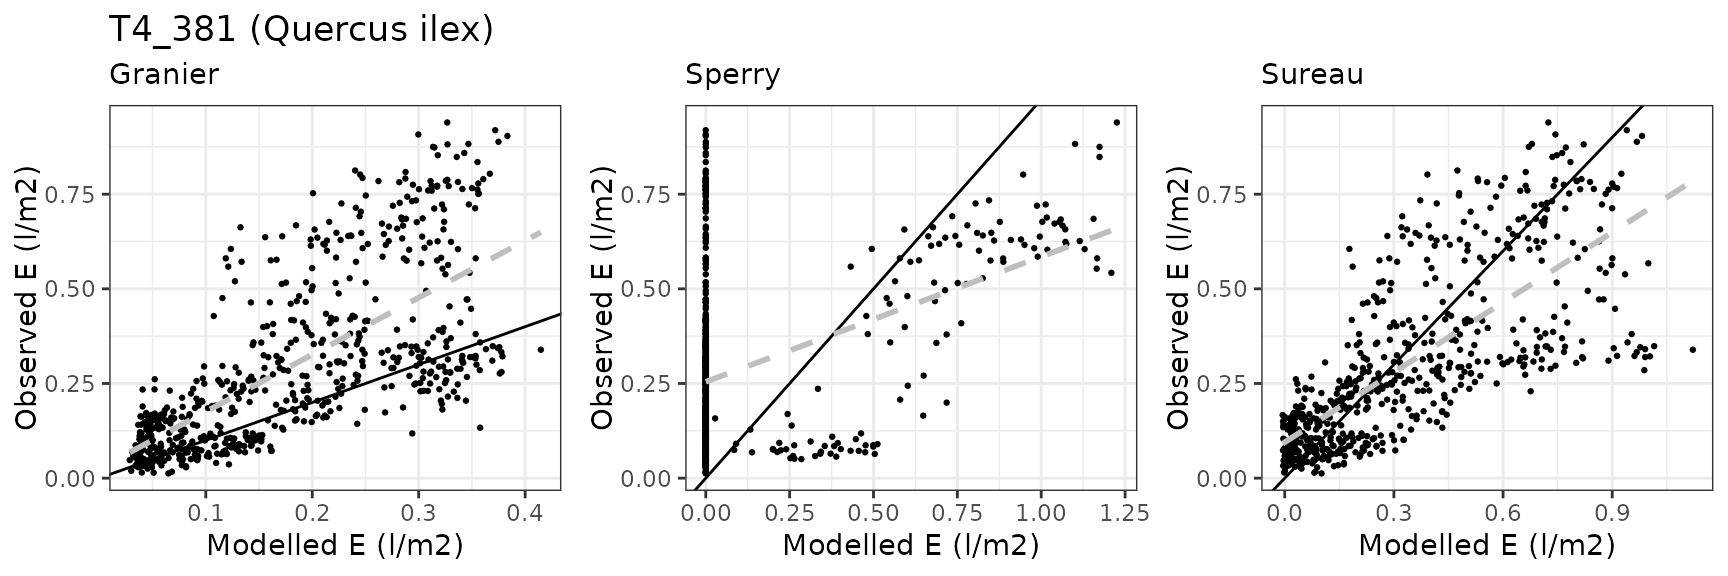 T4_381 (Quercus ilex)
Granier
Sperry
Sureau
Observed E (l/m2)
0.75
0.50
0.25
0.00
0.1 0.2 0.3 0.4
Modelled E (l/m2)
Observed E (l/m2)
0.75
0.50
0.25
0.00
0.00 0.25 0.50 0.75 1.00 1.25
Modelled E (l/m2)
Observed E (l/m2)
0.75
0.50
0.25
0.00
0.0 0.3 0.6 0.9
Modelled E (l/m2)